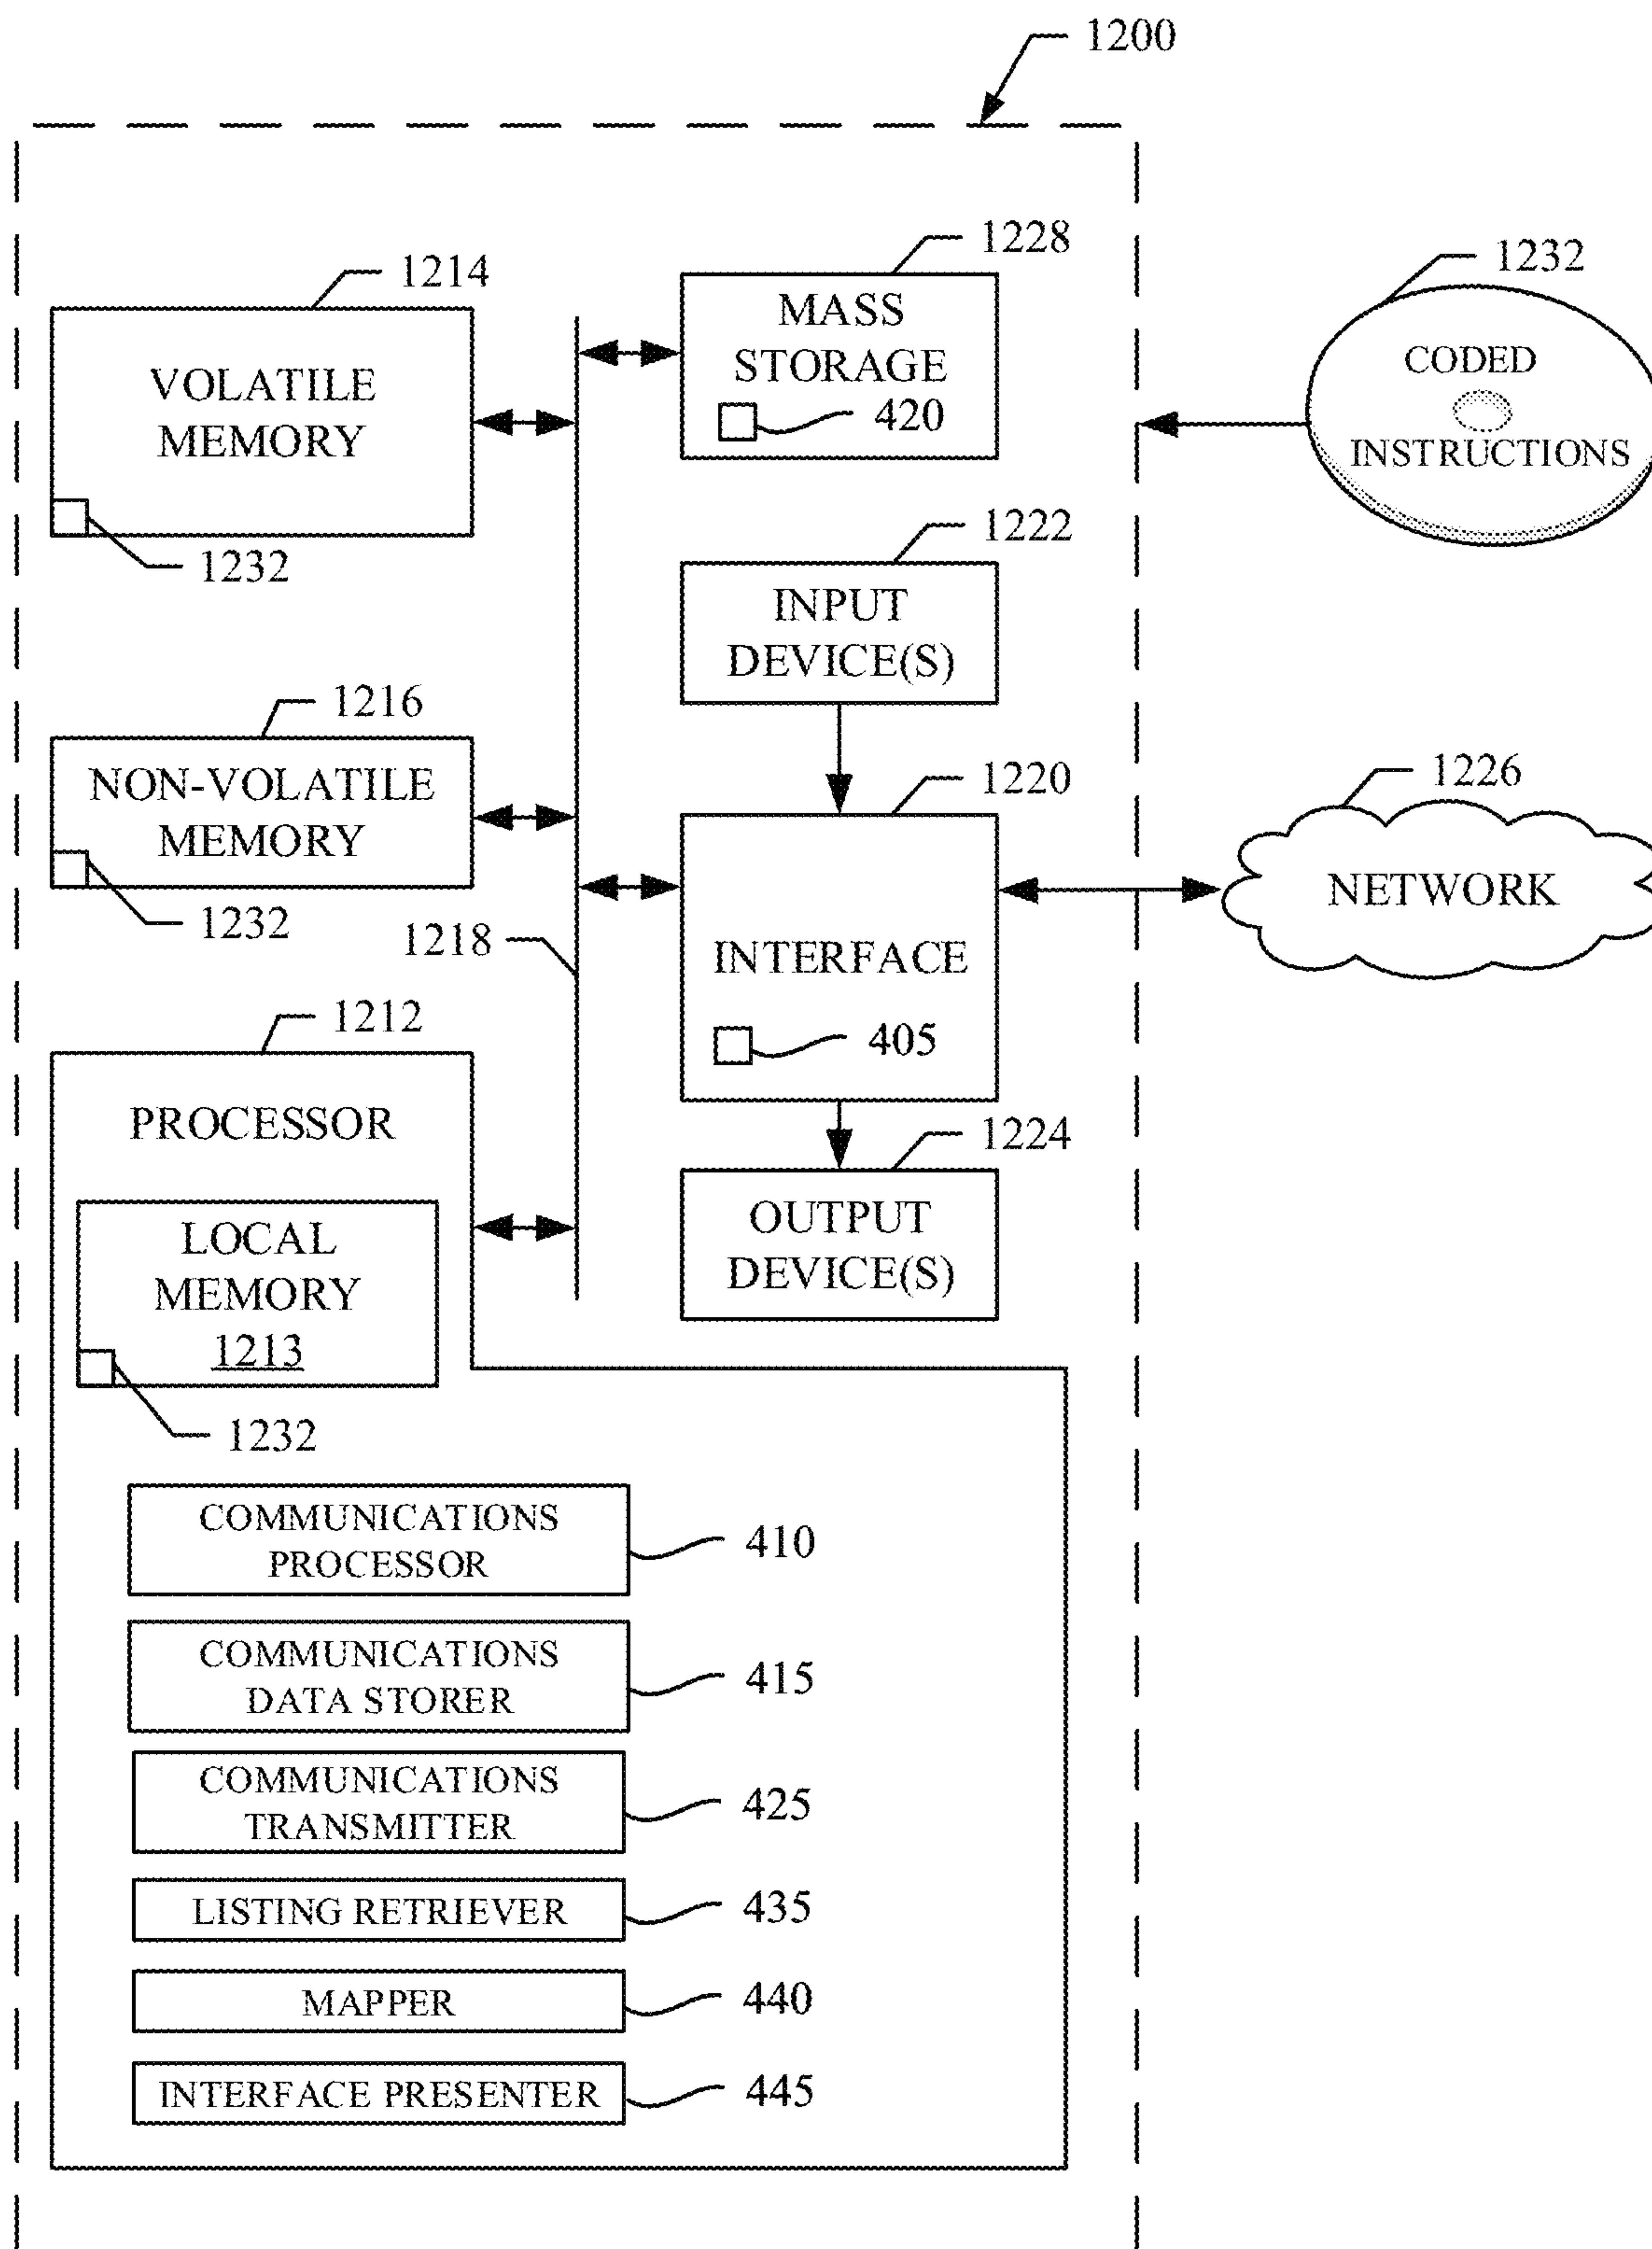 1200
1228
1214
1232
MASS
STORAGE
420
VOLATILE
MEMORY
1232
CODED
INSTRUCTIONS
1222
INPUT
DEVICE(S)
1216
NON-VOLATILE
MEMORY
1232
1220
1226
NETWORK
1218
INTERFACE
405
1212
PROCESSOR
1224
OUTPUT
DEVICE(S)
LOCAL
MEMORY
1213
1232
COMMUNICATIONS
PROCESSOR
410
COMMUNICATIONS
DATA STORER
415
COMMUNICATIONS
TRANSMITTER
425
LISTING RETRIEVER
435
MAPPER
440
INTERFACE PRESENTER
445